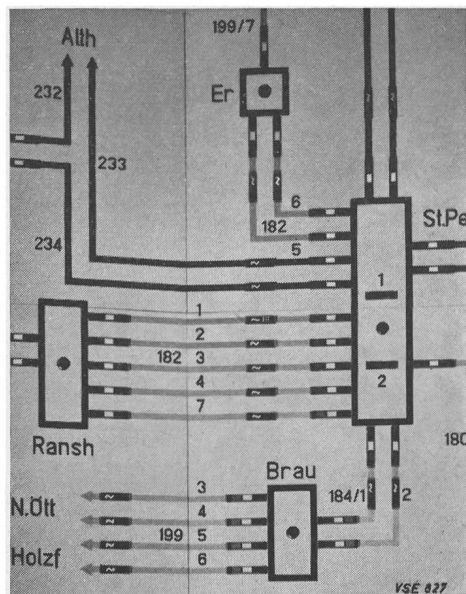 Alth
199/7
232
Er
233
6
182
St.Pe
234
5
1
1
2
182 3
4
2
7
Ransh
Brau
180
3
184/1 2
N.Ött
4
199 5
Holzf
6
VSE 827